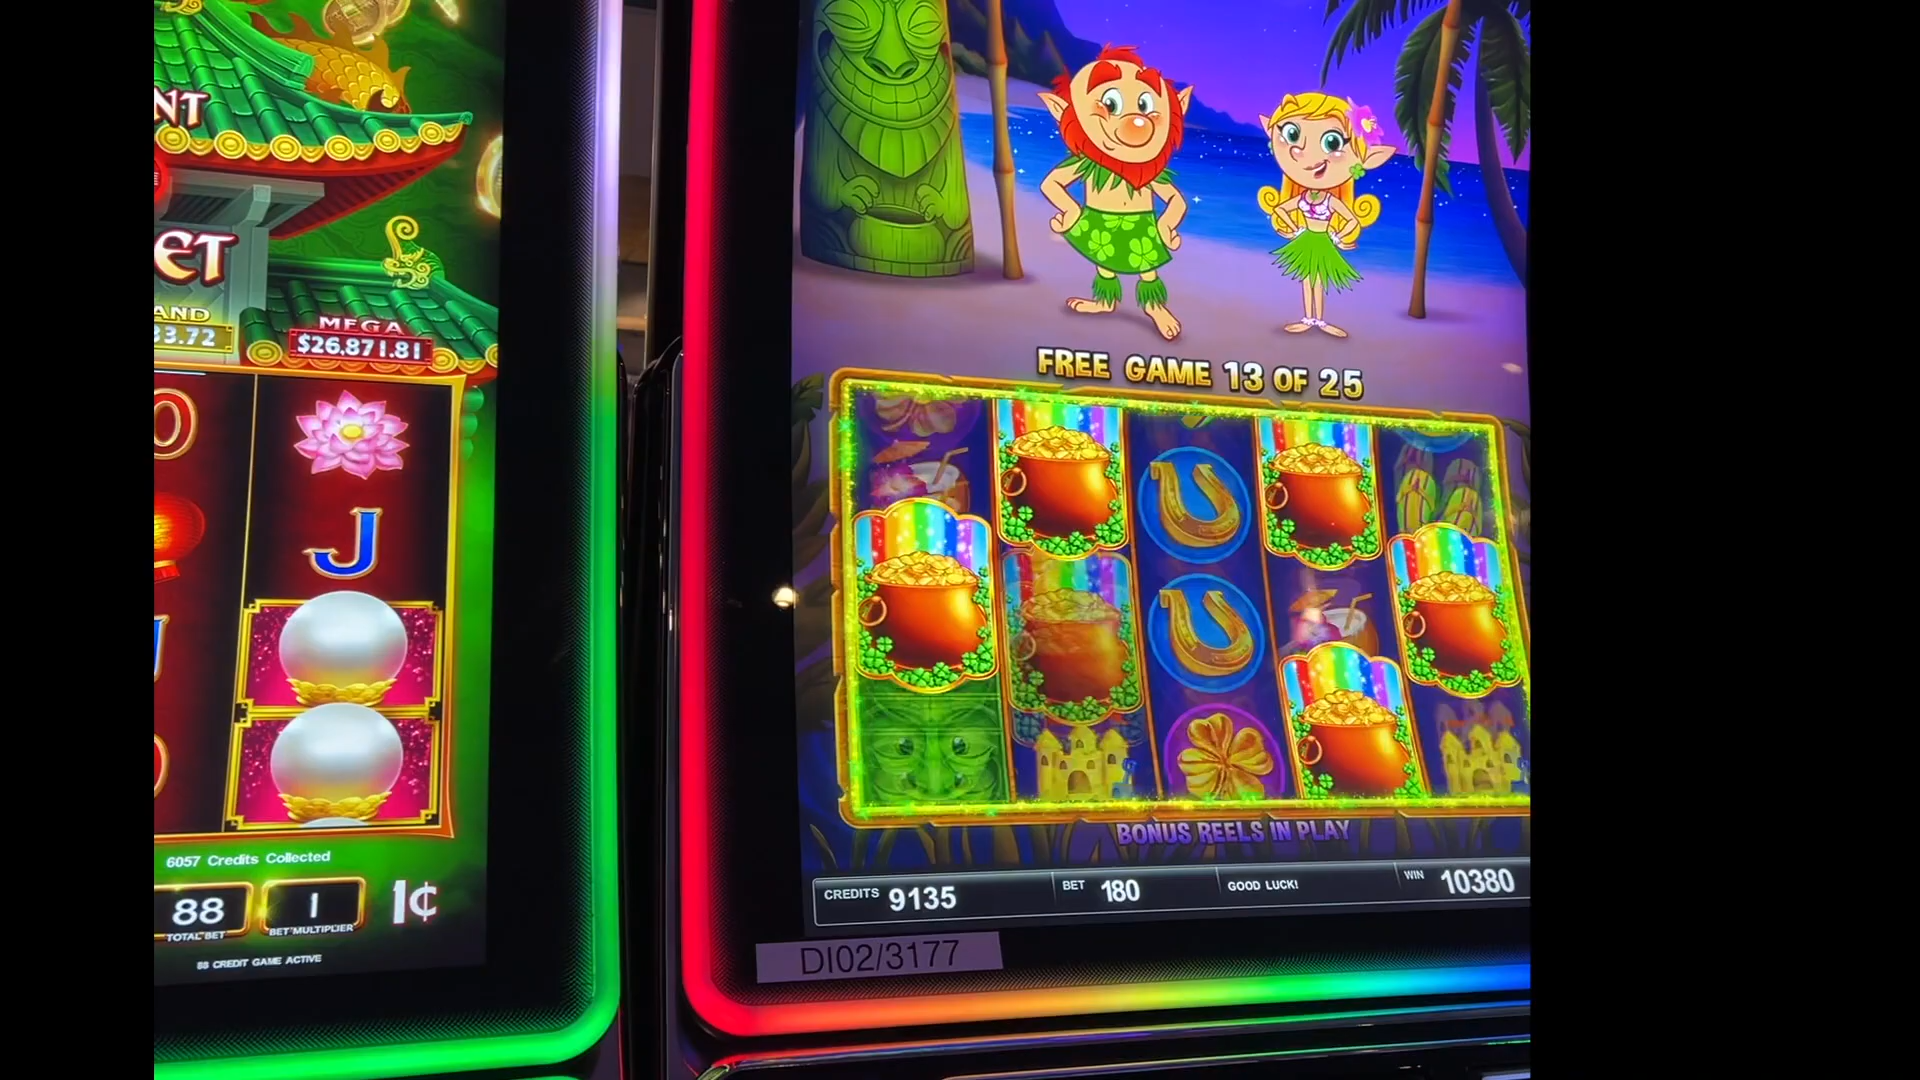 NT
ET
AND
33.72
MEGA
$26,871.81
J
6057 Credits Collected
88
TOTAL BET
1
BET MULTIPLIER
1¢
88 CREDIT GAME ACTIVE
FREE GAME 13 OF 25
BONUS REELS IN PLAY
CREDITS 9135
BET 180
GOOD LUCK!
WIN 10380
DI02/3177